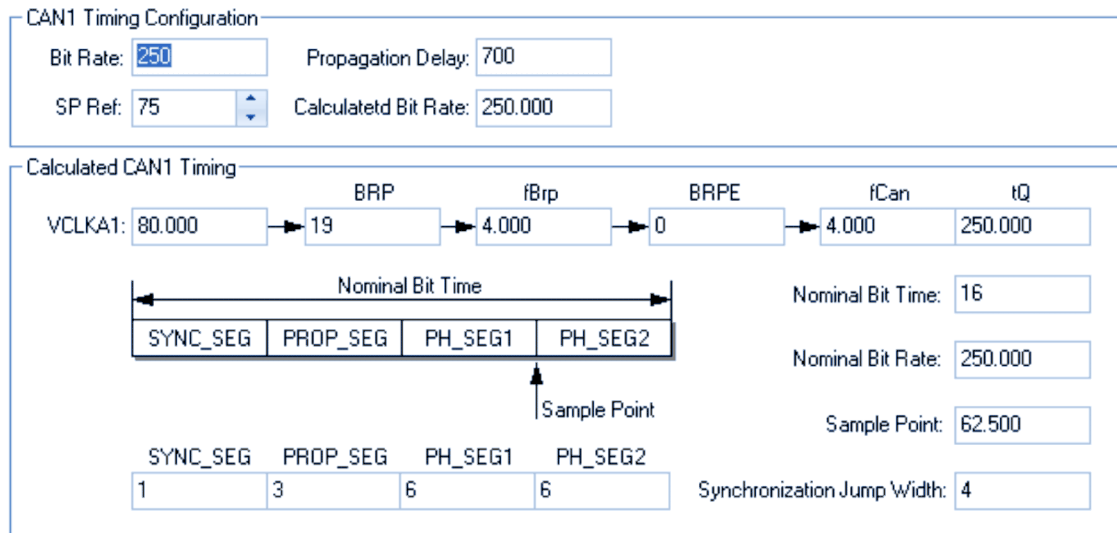 CAN1 Timing Configuration
Bit Rate: 250 Propagation Delay: 700
SP Ref: 75 Calculatetd Bit Rate: 250.000
Calculated CAN1 Timing
BRP fBrp BRPE fCan tQ
VCLKA1: 80.000 19 4.000 0 4.000 250.000
Nominal Bit Time
Nominal Bit Time: 16
SYNC_SEG PROP_SEG PH_SEG1 PH_SEG2
Nominal Bit Rate: 250.000
Sample Point
Sample Point: 62.500
SYNC_SEG PROP_SEG PH_SEG1 PH_SEG2
1 3 6 6
Synchronization Jump Width: 4